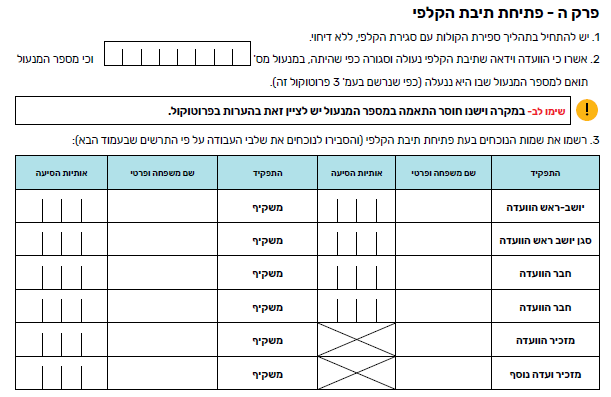 פרק ה - פתיחת תיבת הקלפי
1. יש להתחיל בתהליך ספירת הקולות עם סגירת הקלפי, ללא דיחוי.
2. אשרו כי הוועדה וידאה שתיבת הקלפי נעולה וסגורה כפי שהיתה, במנעול מס' וכי מספר המנעול
תואם למספר המנעול שבו היא ננעלה (כפי שנרשם בעמ' 3 פרוטוקול זה).
שימו לב- במקרה וישנו חוסר התאמה במספר המנעול יש לציין זאת בהערות בפרוטוקול.
3. רשמו את שמות הנוכחים בעת פתיחת תיבת הקלפי (והסבירו לנוכחים את שלבי העבודה על פי התרשים שבעמוד הבא):
התפקיד שם משפחה ופרטי אותיות הסיעה התפקיד שם משפחה ופרטי אותיות הסיעה
יושב-ראש הוועדה משקיף
סגן יושב ראש הוועדה משקיף
חבר הוועדה משקיף
חבר הוועדה משקיף
מזכיר הוועדה משקיף
מזכיר ועדה נוסף משקיף